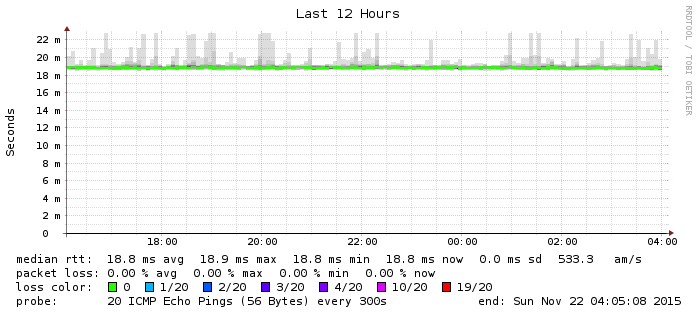 Last 12 Hours
RRDTOOL / TOBI OETIKER
Seconds
22 m
20 m
18 m
16 m
14 m
12 m
10 m
8 m
6 m
4 m
2 m
0
18:00 20:00 22:00 00:00 02:00 04:00
median rtt: 18.8 ms avg 18.9 ms max 18.8 ms min 18.8 ms now 0.0 ms sd 533.3 am/s
packet loss: 0.00 % avg 0.00 % max 0.00 % min 0.00 % now
loss color: 0 1/20 2/20 3/20 4/20 10/20 19/20
probe: 20 ICMP Echo Pings (56 Bytes) every 300s end: Sun Nov 22 04:05:08 2015